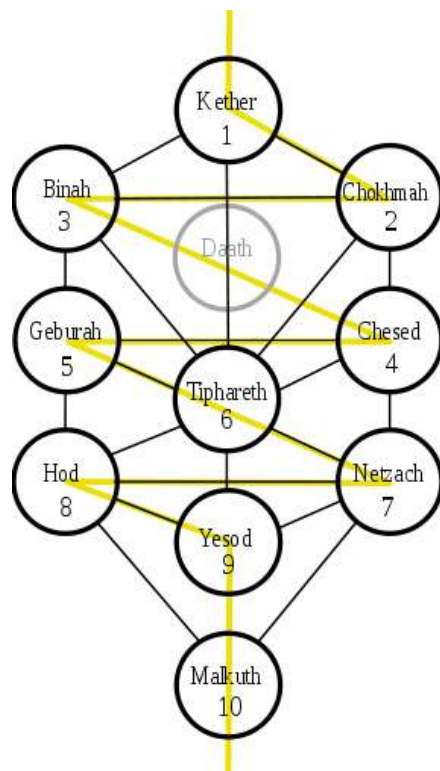 Kether
1
Binah
3
Chokhmah
2
Daath
Geburah
5
Chesed
4
Tiphareth
6
Hod
8
Netzach
7
Yesod
9
Malkuth
10